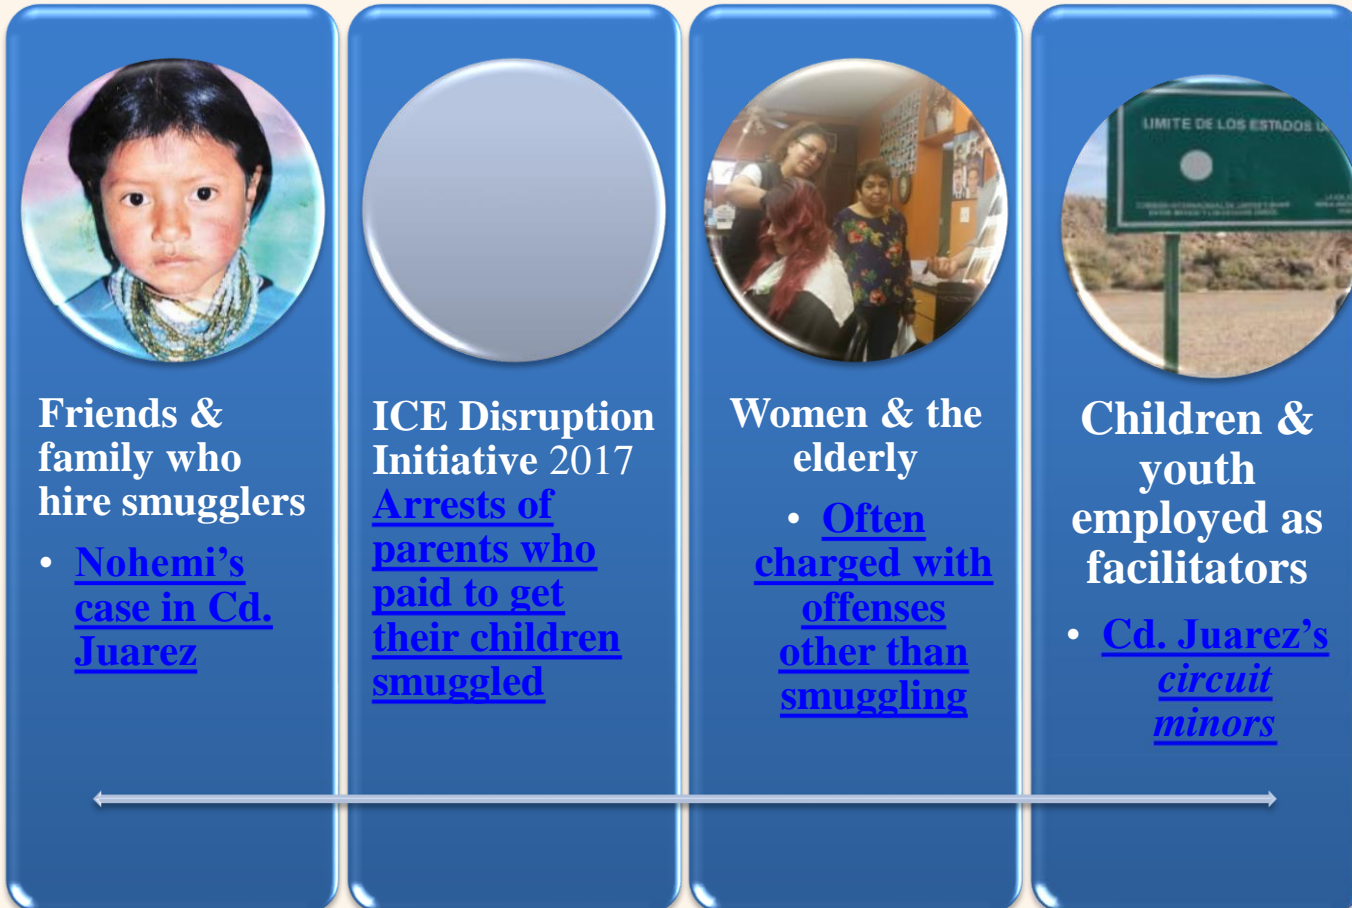 Friends &
family who
hire smugglers
• Nohemi's
case in Cd.
Juarez
ICE Disruption
Initiative 2017
Arrests of
parents who
paid to get
their children
smuggled
Women & the
elderly
• Often
charged with
offenses
other than
smuggling
LIMITE DE LOS ESTADOS
Children &
youth
employed as
facilitators
• Cd. Juarez's
circuit
minors